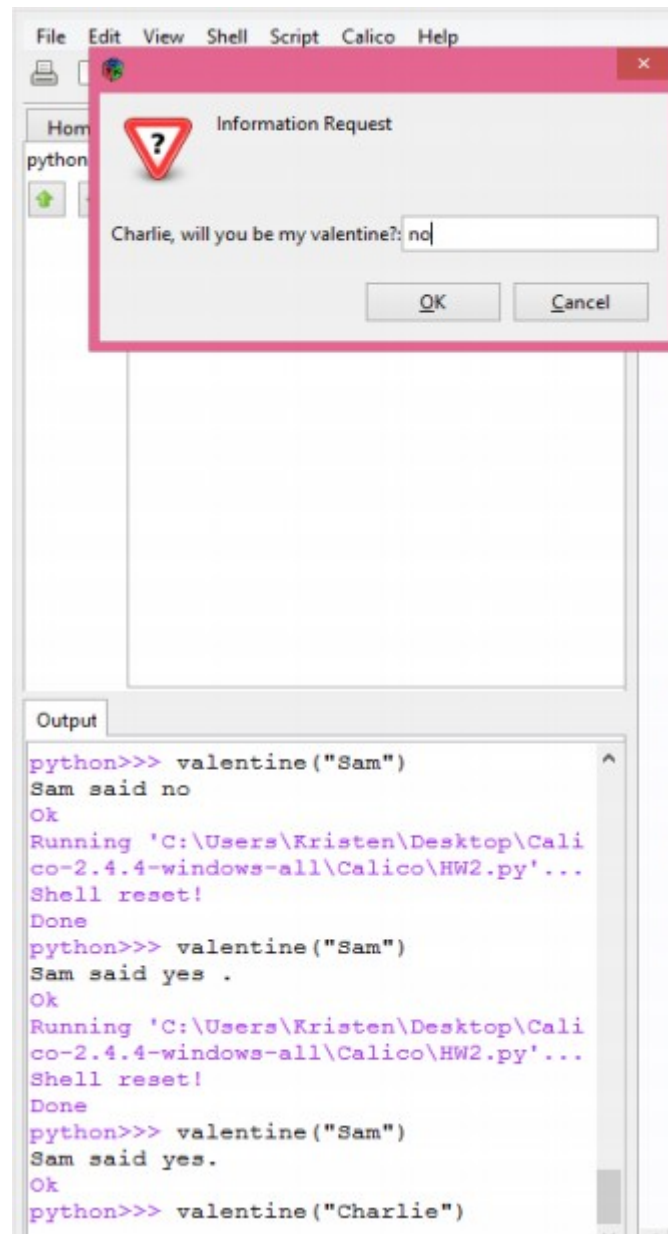 File Edit View Shell Script Calico Help
×
Information Request
Hom
python
?
Charlie, will you be my valentine?: no
OK Cancel
Output
python>>> valentine("Sam")
Sam said no
Ok
Running 'C:\Users\Kristen\Desktop\Cali
co-2.4.4-windows-all\Calico\HW2.py'...
Shell reset!
Done
python>>> valentine("Sam")
Sam said yes .
Ok
Running 'C:\Users\Kristen\Desktop\Cali
co-2.4.4-windows-all\Calico\HW2.py'...
Shell reset!
Done
python>>> valentine("Sam")
Sam said yes.
Ok
python>>> valentine("Charlie")